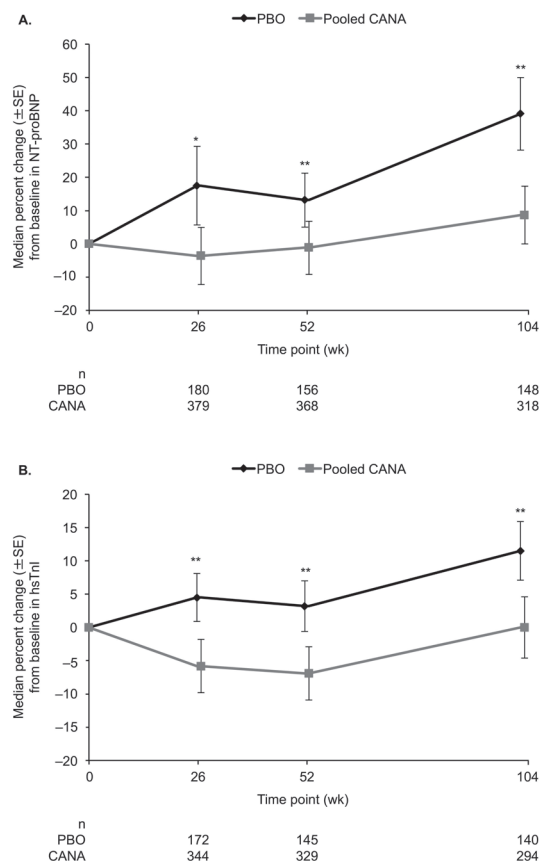 A.
PBO Pooled CANA
Median percent change (±SE)
from baseline in NT-proBNP
60
50
40
30
20
10
0
–10
–20
*
**
**
0 26 52 104
Time point (wk)
n
PBO 180 156 148
CANA 379 368 318
B.
PBO Pooled CANA
Median percent change (±SE)
from baseline in hsTnI
20
15
10
5
0
–5
–10
–15
–20
**
**
**
0 26 52 104
Time point (wk)
n
PBO 172 145 140
CANA 344 329 294